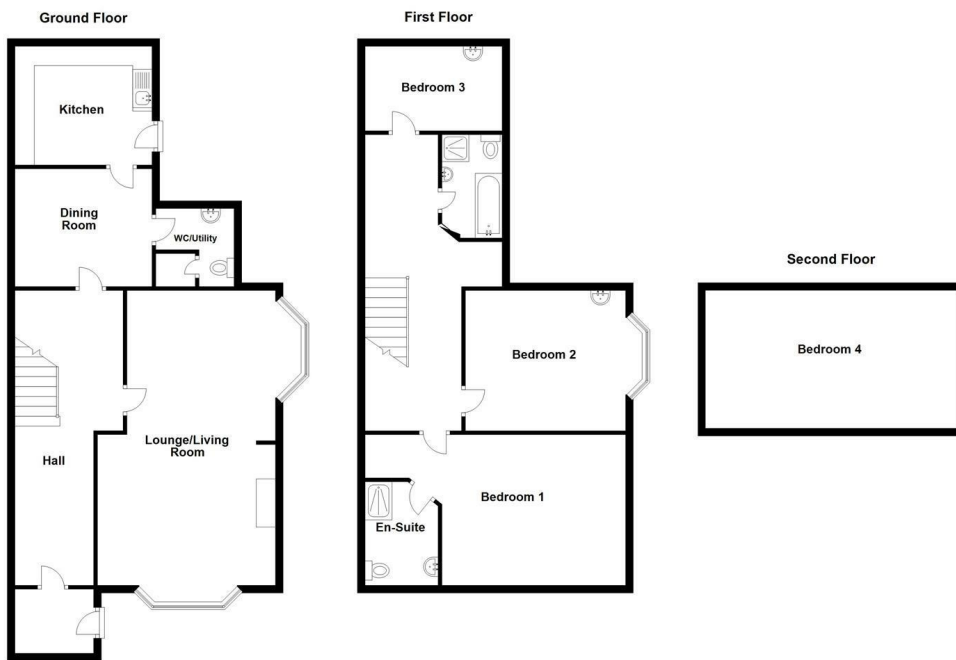 Ground Floor
Kitchen
Dining
Room
WC/Utility
Lounge/Living
Room
Hall
First Floor
Bedroom 3
Bedroom 2
Bedroom 1
En-Suite
Second Floor
Bedroom 4